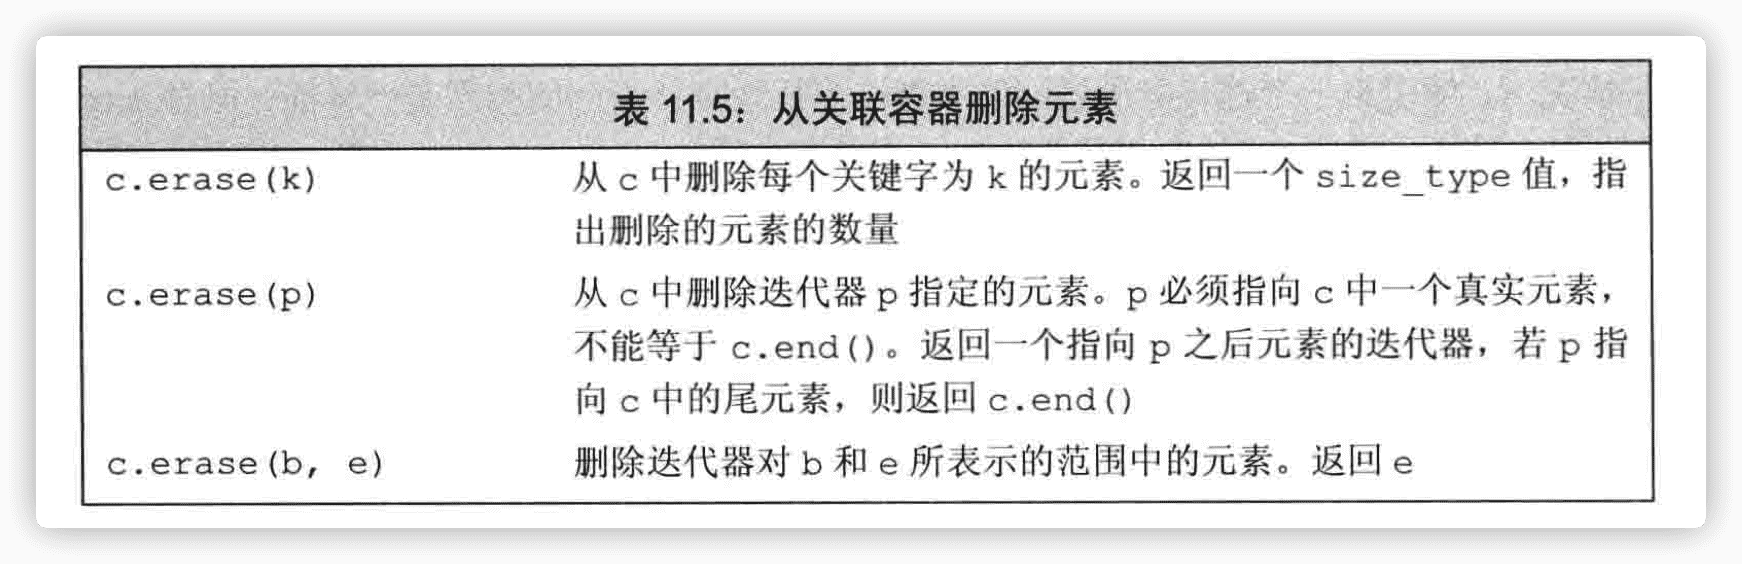 表 11.5：从关联容器删除元素
c.erase(k) 从 c 中删除每个关键字为 k 的元素。返回一个 size_type 值，指
出删除的元素的数量
c.erase(p) 从 c 中删除迭代器 p 指定的元素。p 必须指向 c 中一个真实元素，
不能等于 c.end()。返回一个指向 p 之后元素的迭代器，若 p 指
向 c 中的尾元素，则返回 c.end()
c.erase(b, e) 删除迭代器对 b 和 e 所表示的范围中的元素。返回 e